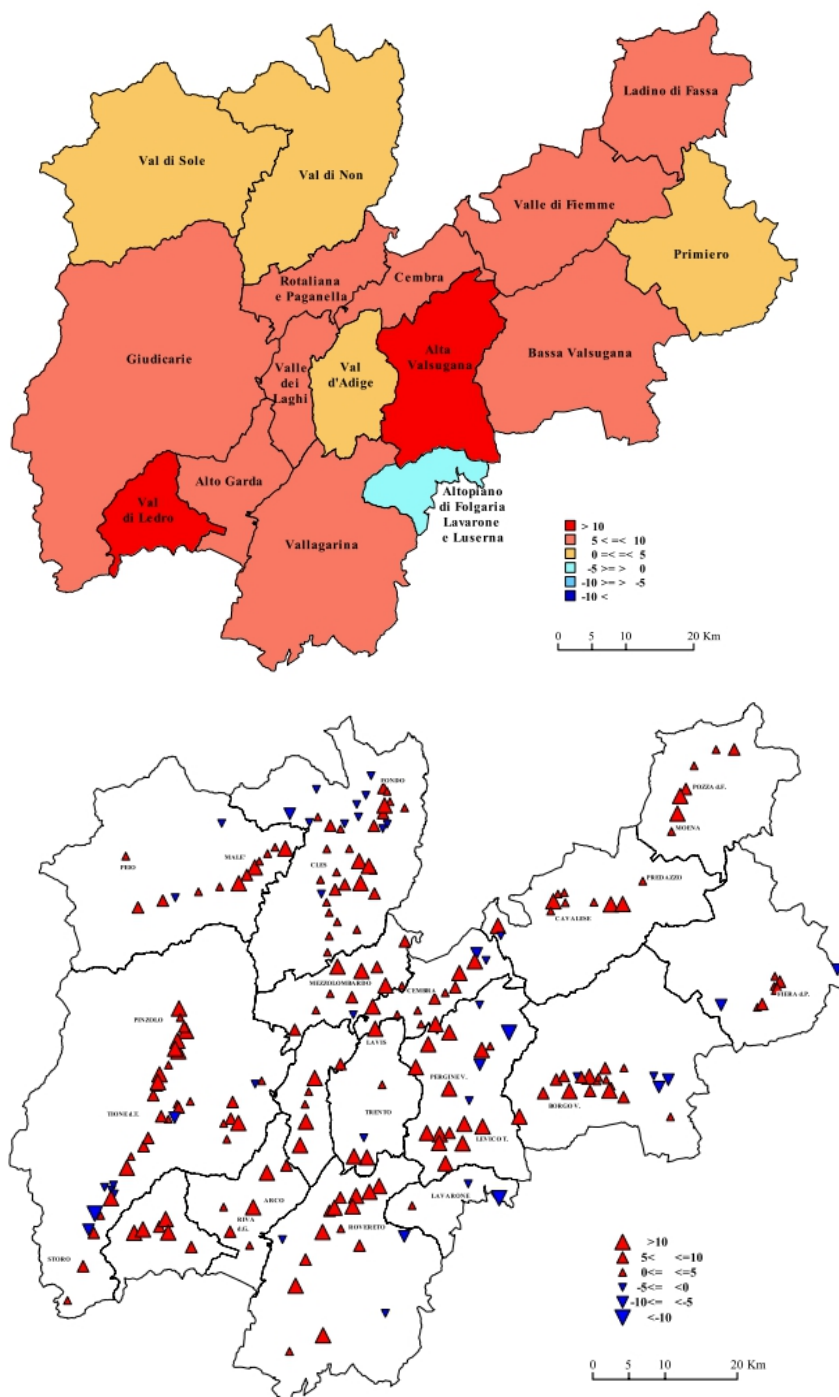 Ladino di Fassa
Val di Sole
Val di Non
Valle di Fiemme
Primiero
Rotaliana
e Paganella
Cembra
Giudicarie
Valle
dei
Laghi
Val
d'Adige
Alta
Valsugana
Bassa Valsugana
Val
di Ledro
Alto Garda
Altopiano
di Folgaria
Lavarone
e Luserna
Vallagarina
> 10
5 < =< 10
0 =< =< 5
-5 >= > 0
-10 >= > -5
-10 <
0 5 10 20 Km
FONDO
POZZA d.F.
MOENA
MALE'
CLES
PEIO
PREDAZZO
CAVALESE
MEZZOLOMBARDO
CEMBRA
FIERA d.P.
PINZOLO
LAVIS
PERGINE V.
TIONE d.T.
TRENTO
BORGO V.
LEVICO T.
ARCO
LAVARONE
RIVA
d.G.
ROVERETO
STORO
>10
5< <=10
0<= <=5
-5<= <0
-10<= <-5
<-10
0 5 10 20 Km